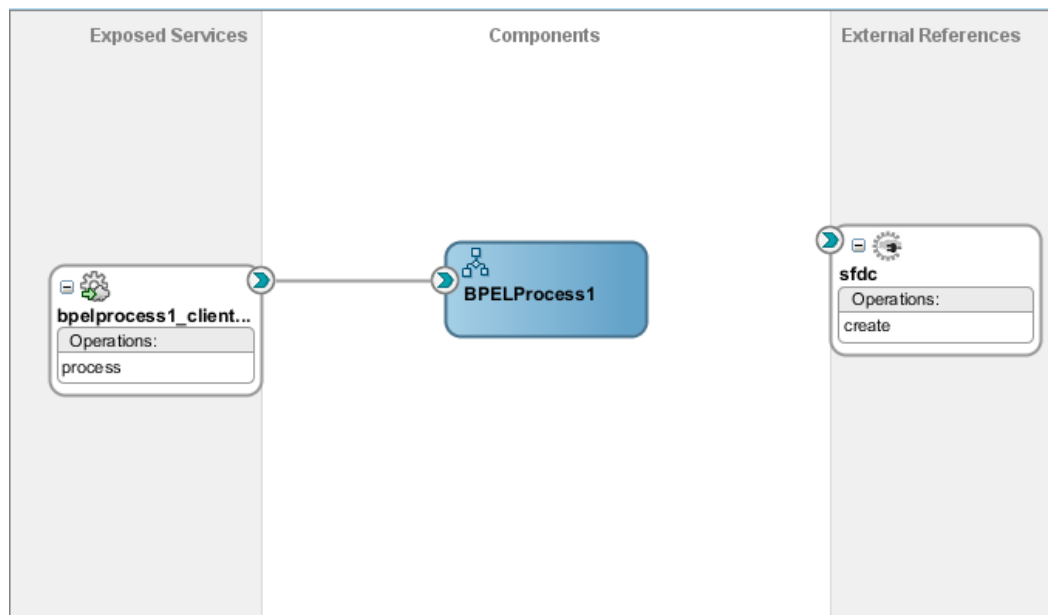 Exposed Services
Components
External References
bpelprocess1_client...
Operations:
process
BPELProcess1
sfdc
Operations:
create